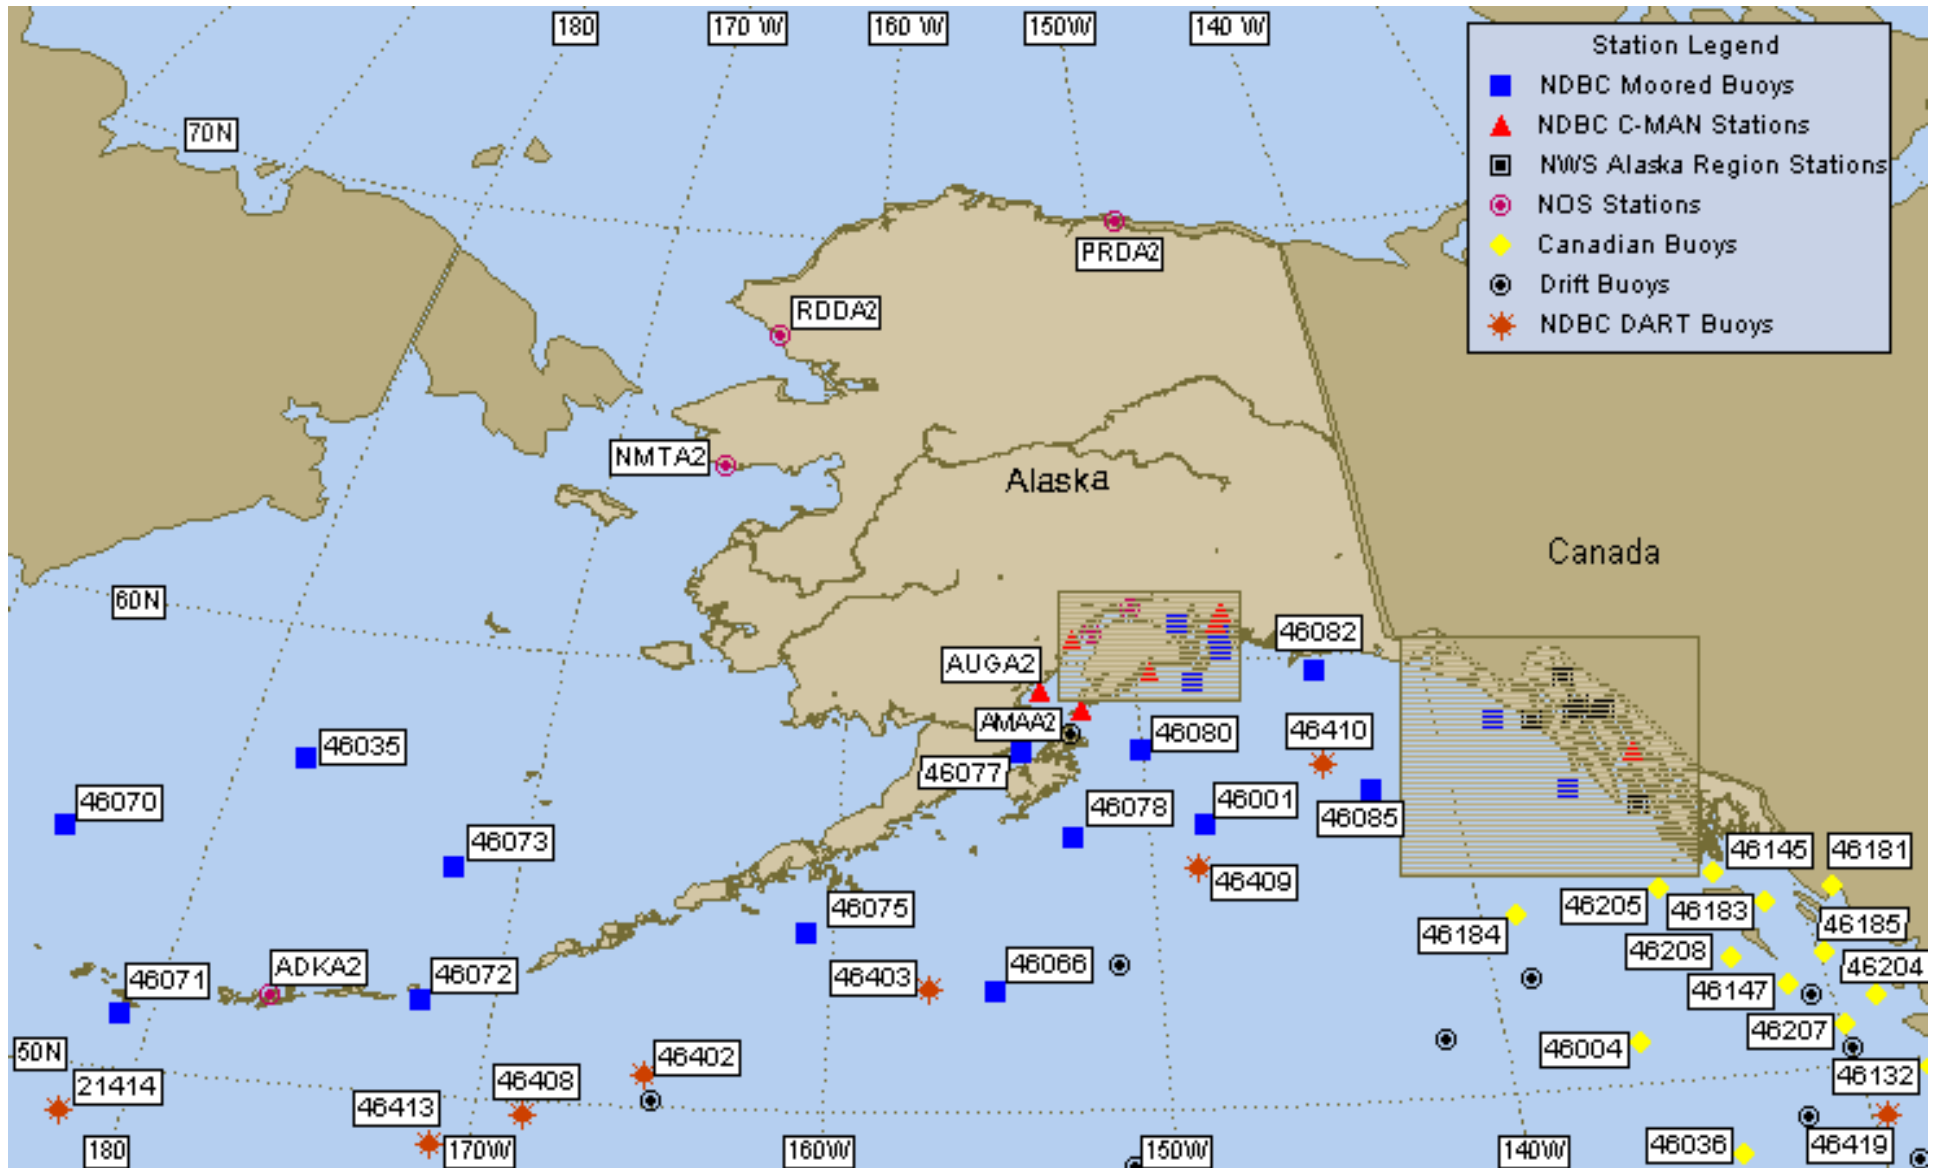 180
170 W
160 W
150W
140 W
Station Legend
NDBC Moored Buoys
NDBC C-MAN Stations
NWS Alaska Region Stations
NOS Stations
Canadian Buoys
Drift Buoys
NDBC DART Buoys
70N
PRDA2
RDDA2
NMTA2
Alaska
Canada
60N
46082
AUGA2
AMAA2
46080
46410
46035
46077
46070
46078
46001
46085
46073
46145
46181
46409
46075
46205
46183
46185
46184
46208
46071
ADKA2
46072
46403
46066
46204
46147
46207
50N
46004
46402
21414
46408
46132
46413
180
170W
160W
150W
140W
46036
46419